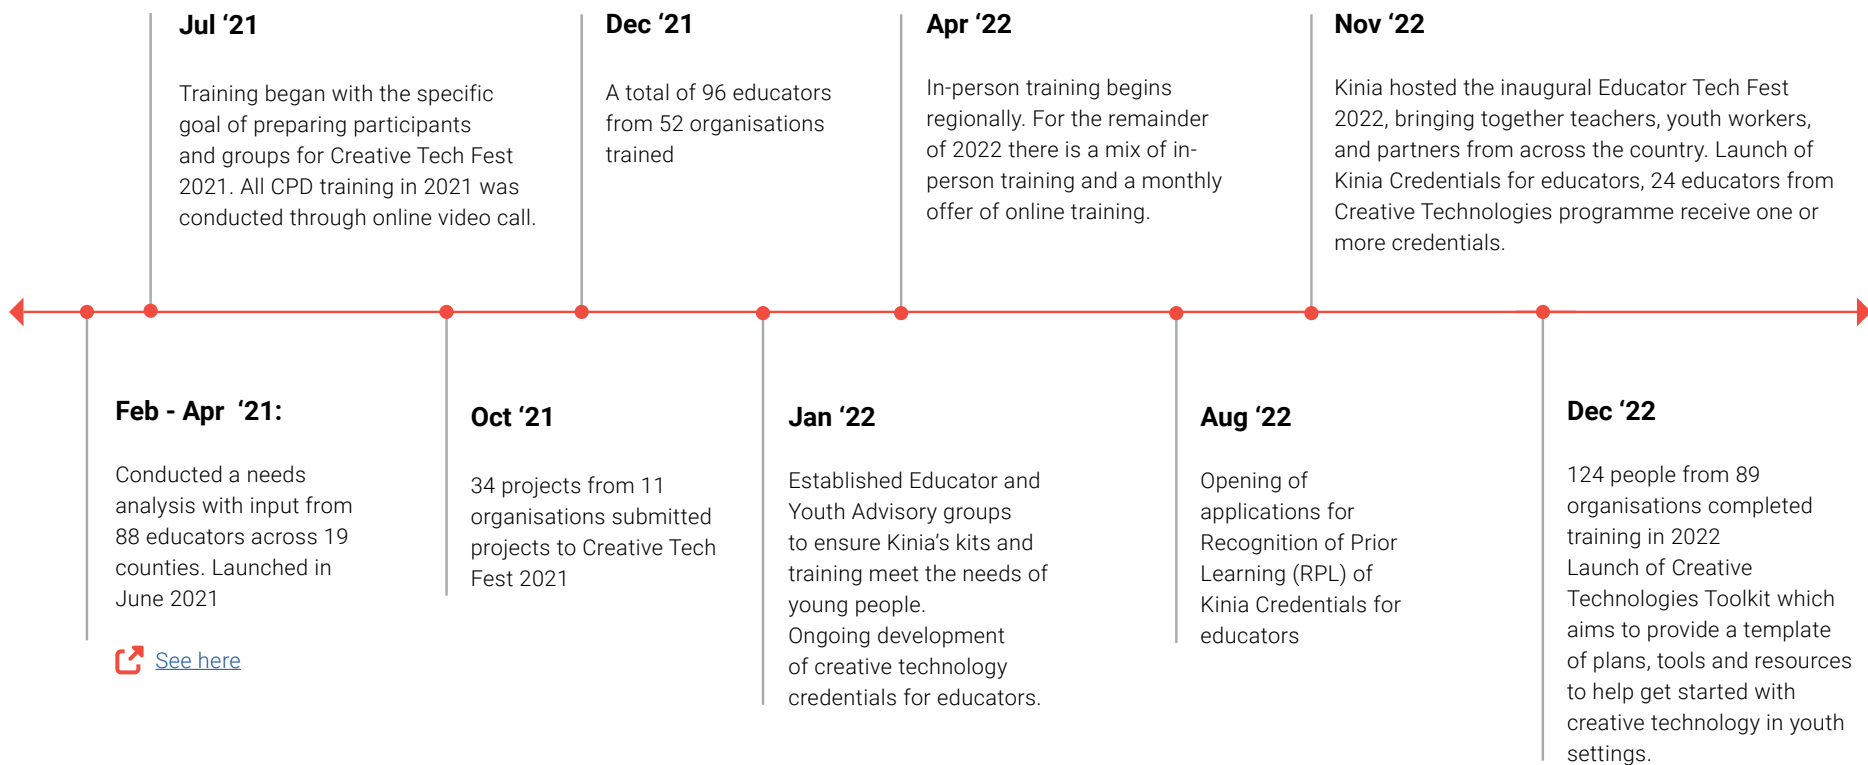 Jul ‘21
Training began with the specific
goal of preparing participants
and groups for Creative Tech Fest
2021. All CPD training in 2021 was
conducted through online video call.
Dec ‘21
A total of 96 educators
from 52 organisations
trained
Apr ‘22
In-person training begins
regionally. For the remainder
of 2022 there is a mix of in-
person training and a monthly
offer of online training.
Nov ‘22
Kinia hosted the inaugural Educator Tech Fest
2022, bringing together teachers, youth workers,
and partners from across the country. Launch of
Kinia Credentials for educators, 24 educators from
Creative Technologies programme receive one or
more credentials.
Feb - Apr ‘21:
Conducted a needs
analysis with input from
88 educators across 19
counties. Launched in
June 2021
See here
Oct ‘21
34 projects from 11
organisations submitted
projects to Creative Tech
Fest 2021
Jan ‘22
Established Educator and
Youth Advisory groups
to ensure Kinia’s kits and
training meet the needs of
young people.
Ongoing development
of creative technology
credentials for educators.
Aug ‘22
Opening of
applications for
Recognition of Prior
Learning (RPL) of
Kinia Credentials for
educators
Dec ‘22
124 people from 89
organisations completed
training in 2022
Launch of Creative
Technologies Toolkit which
aims to provide a template
of plans, tools and resources
to help get started with
creative technology in youth
settings.